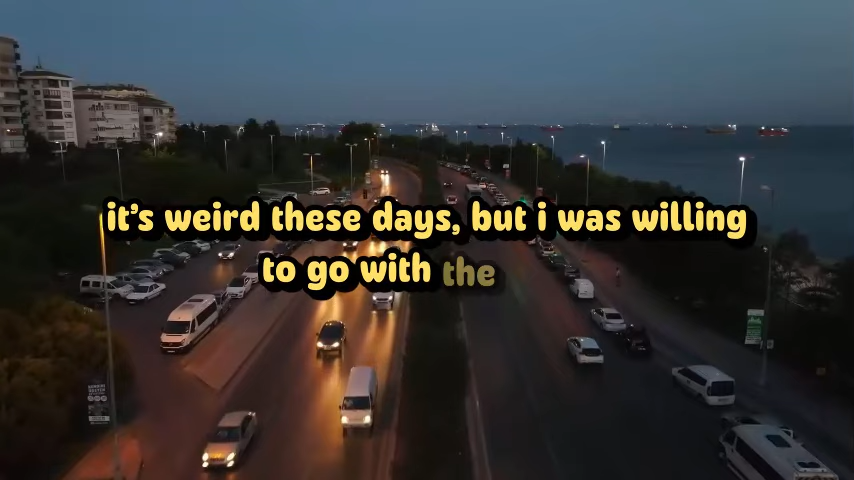 it's weird these days, but i was willing
to go with the